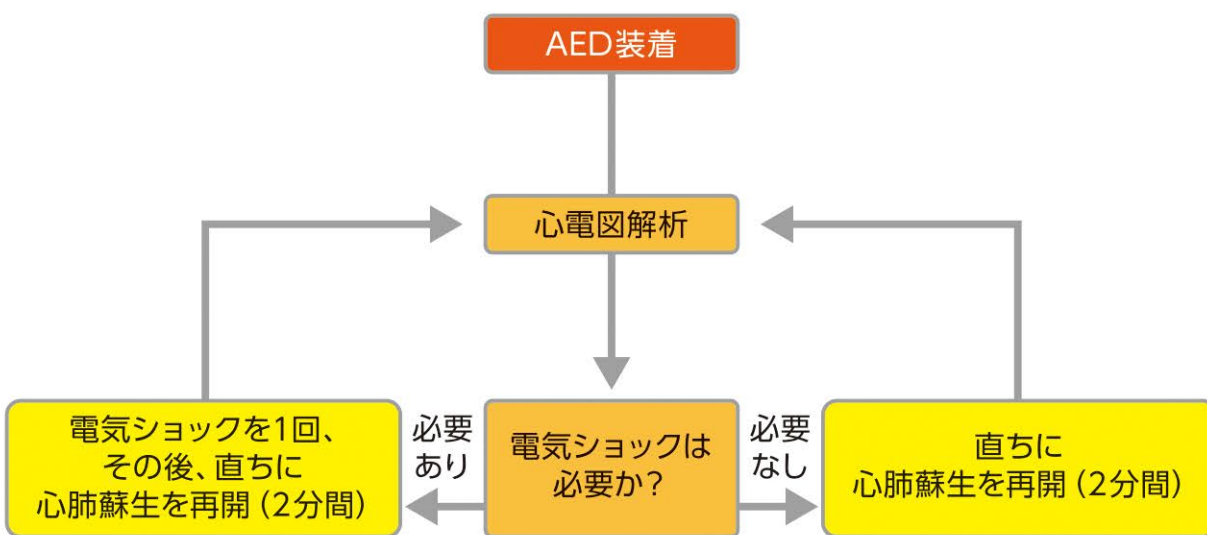 AED装着
心電図解析
電気ショックを1回、
その後、直ちに
心肺蘇生を再開（2分間）
必要
あり
電気ショックは
必要か？
必要
なし
直ちに
心肺蘇生を再開（2分間）